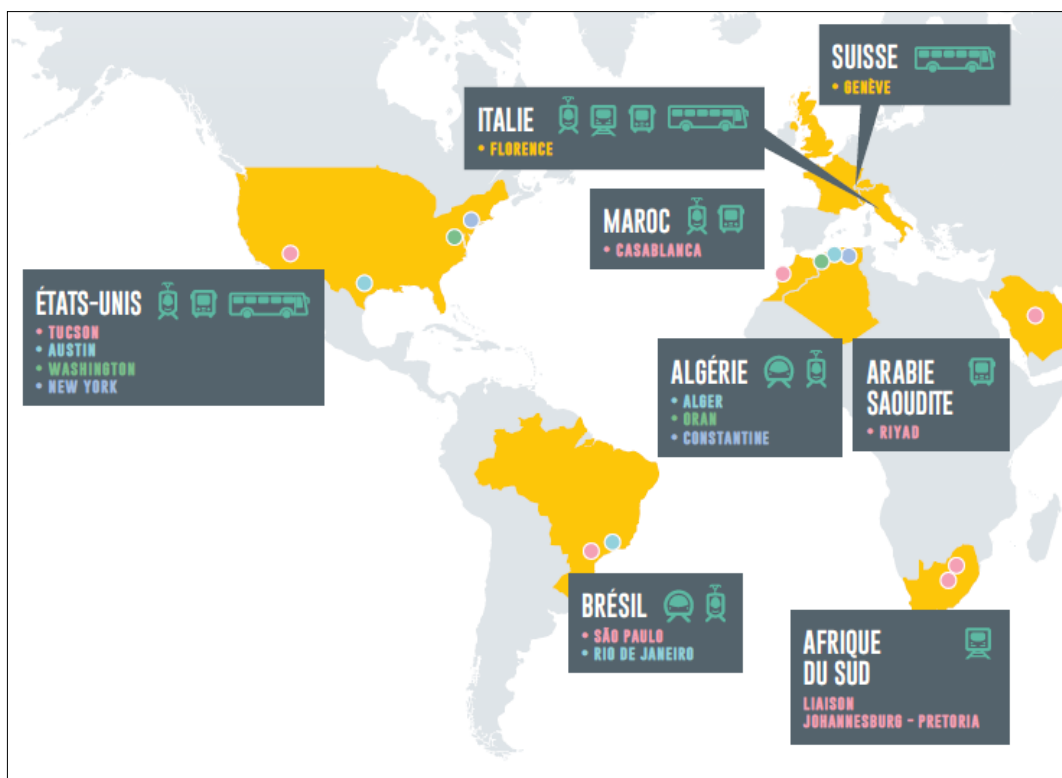 SUISSE
• GENÈVE
ITALIE
• FLORENCE
MAROC
• CASABLANCA
ÉTATS-UNIS
• TUCSON
• AUSTIN
• WASHINGTON
• NEW YORK
ALGÉRIE
• ALGER
• ORAN
• CONSTANTINE
ARABIE
SAOUDITE
• RIYAD
BRÉSIL
• SÃO PAULO
• RIO DE JANEIRO
AFRIQUE
DU SUD
LIAISON
JOHANNESBURG - PRETORIA